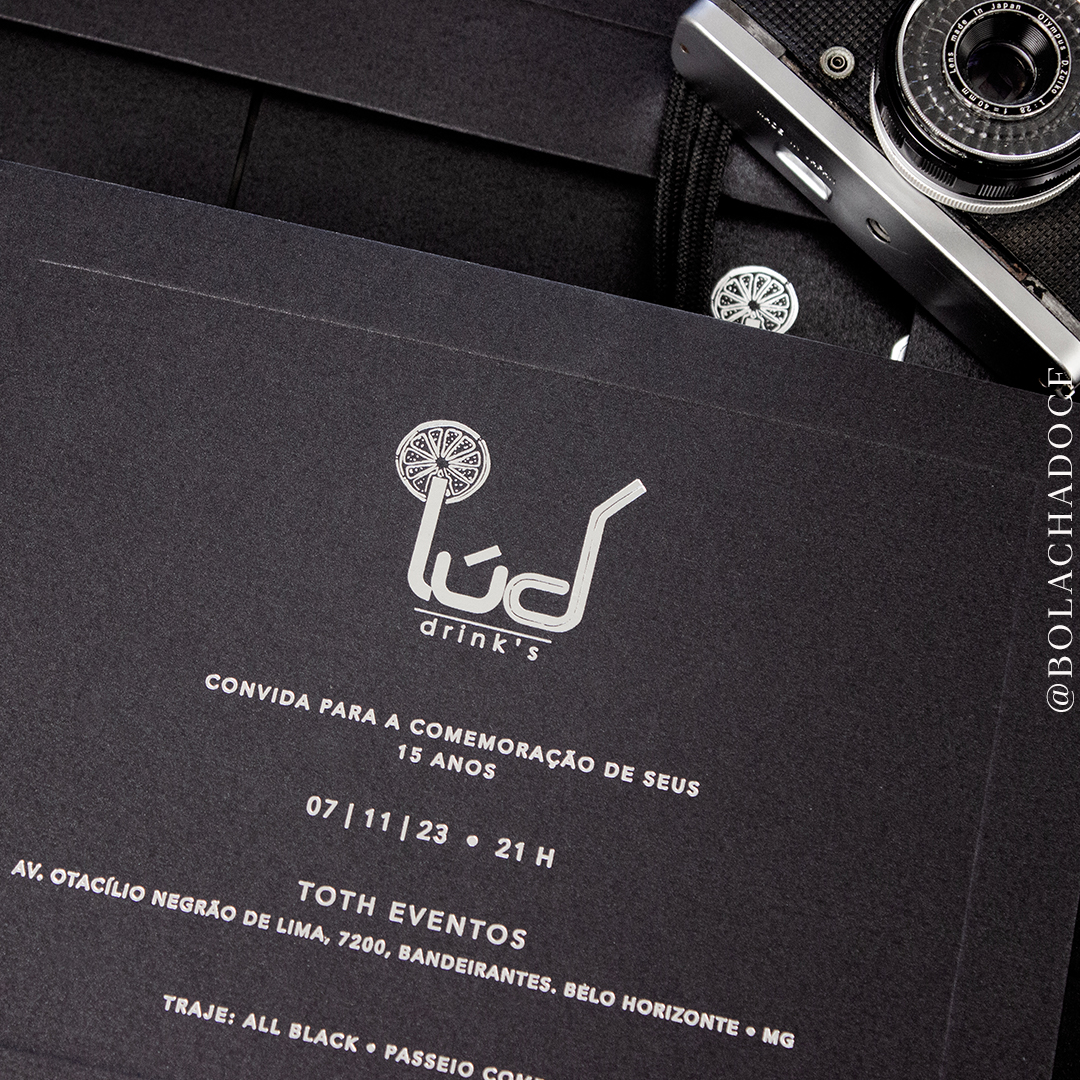 Lens made in Japan Olympus D.Zuiko 1:2.8 f=40mm
@BOLACHADOCE
lúd
drink's
CONVIDA PARA A COMEMORAÇÃO DE SEUS
15 ANOS
07 | 11 | 23 • 21 H
TOTH EVENTOS
AV. OTACÍLIO NEGRÃO DE LIMA, 7200, BANDEIRANTES. BELO HORIZONTE • MG
TRAJE: ALL BLACK • PASSEIO